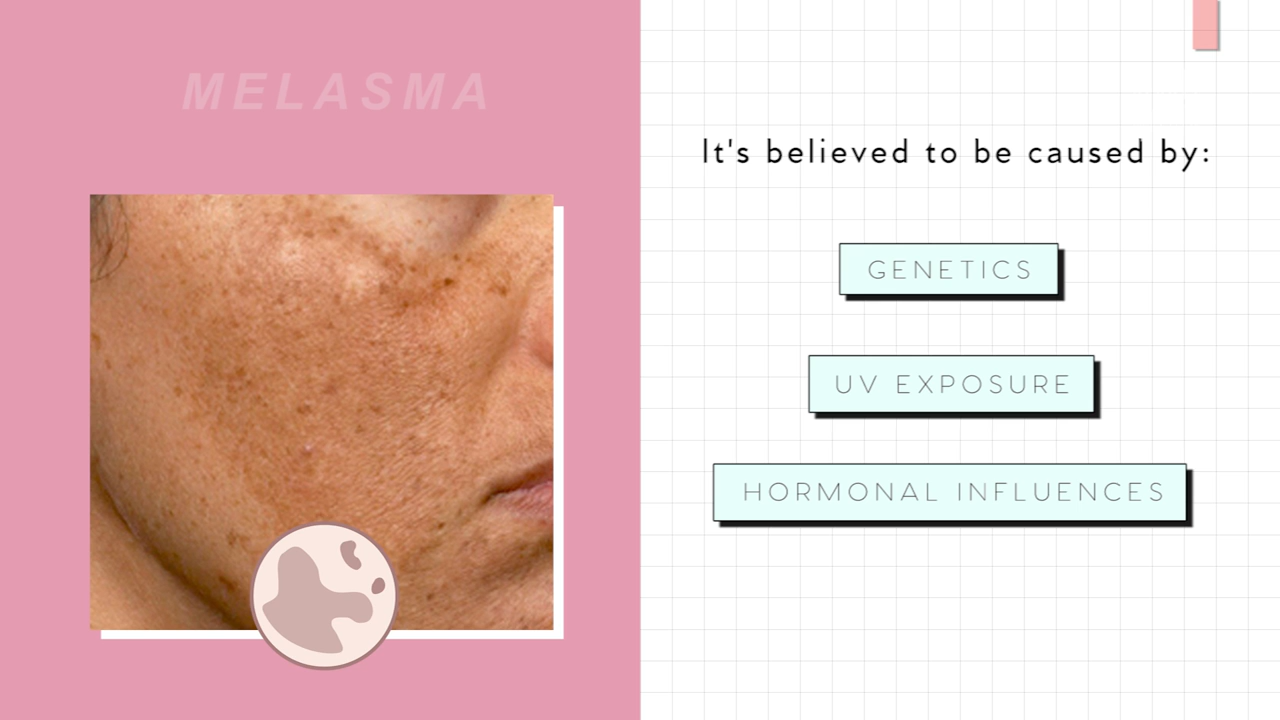 MELASMA
It's believed to be caused by:
GENETICS
UV EXPOSURE
HORMONAL INFLUENCES